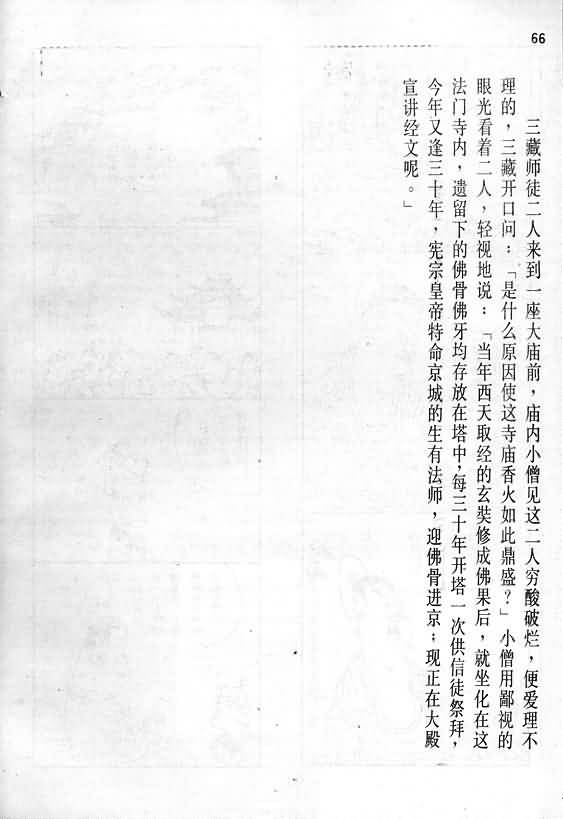 66
三藏师徒二人来到一座大庙前，庙内小僧见这二人穷酸破烂，便爱理不
理的，三藏开口问：「是什么原因使这寺庙香火如此鼎盛？」小僧用鄙视的
眼光看着二人，轻视地说：「当年西天取经的玄奘修成佛果后，就坐化在这
法门寺内，遗留下的佛骨佛牙均存放在塔中，每三十年开塔一次供信徒祭拜，
今年又逢三十年，宪宗皇帝特命京城的生有法师，迎佛骨进京；现正在大殿
宣讲经文呢。」